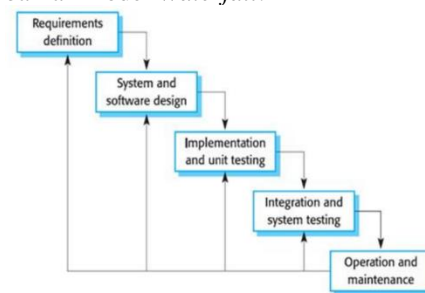 Requirements
definition
System and
software design
Implementation
and unit testing
Integration and
system testing
Operation and
maintenance